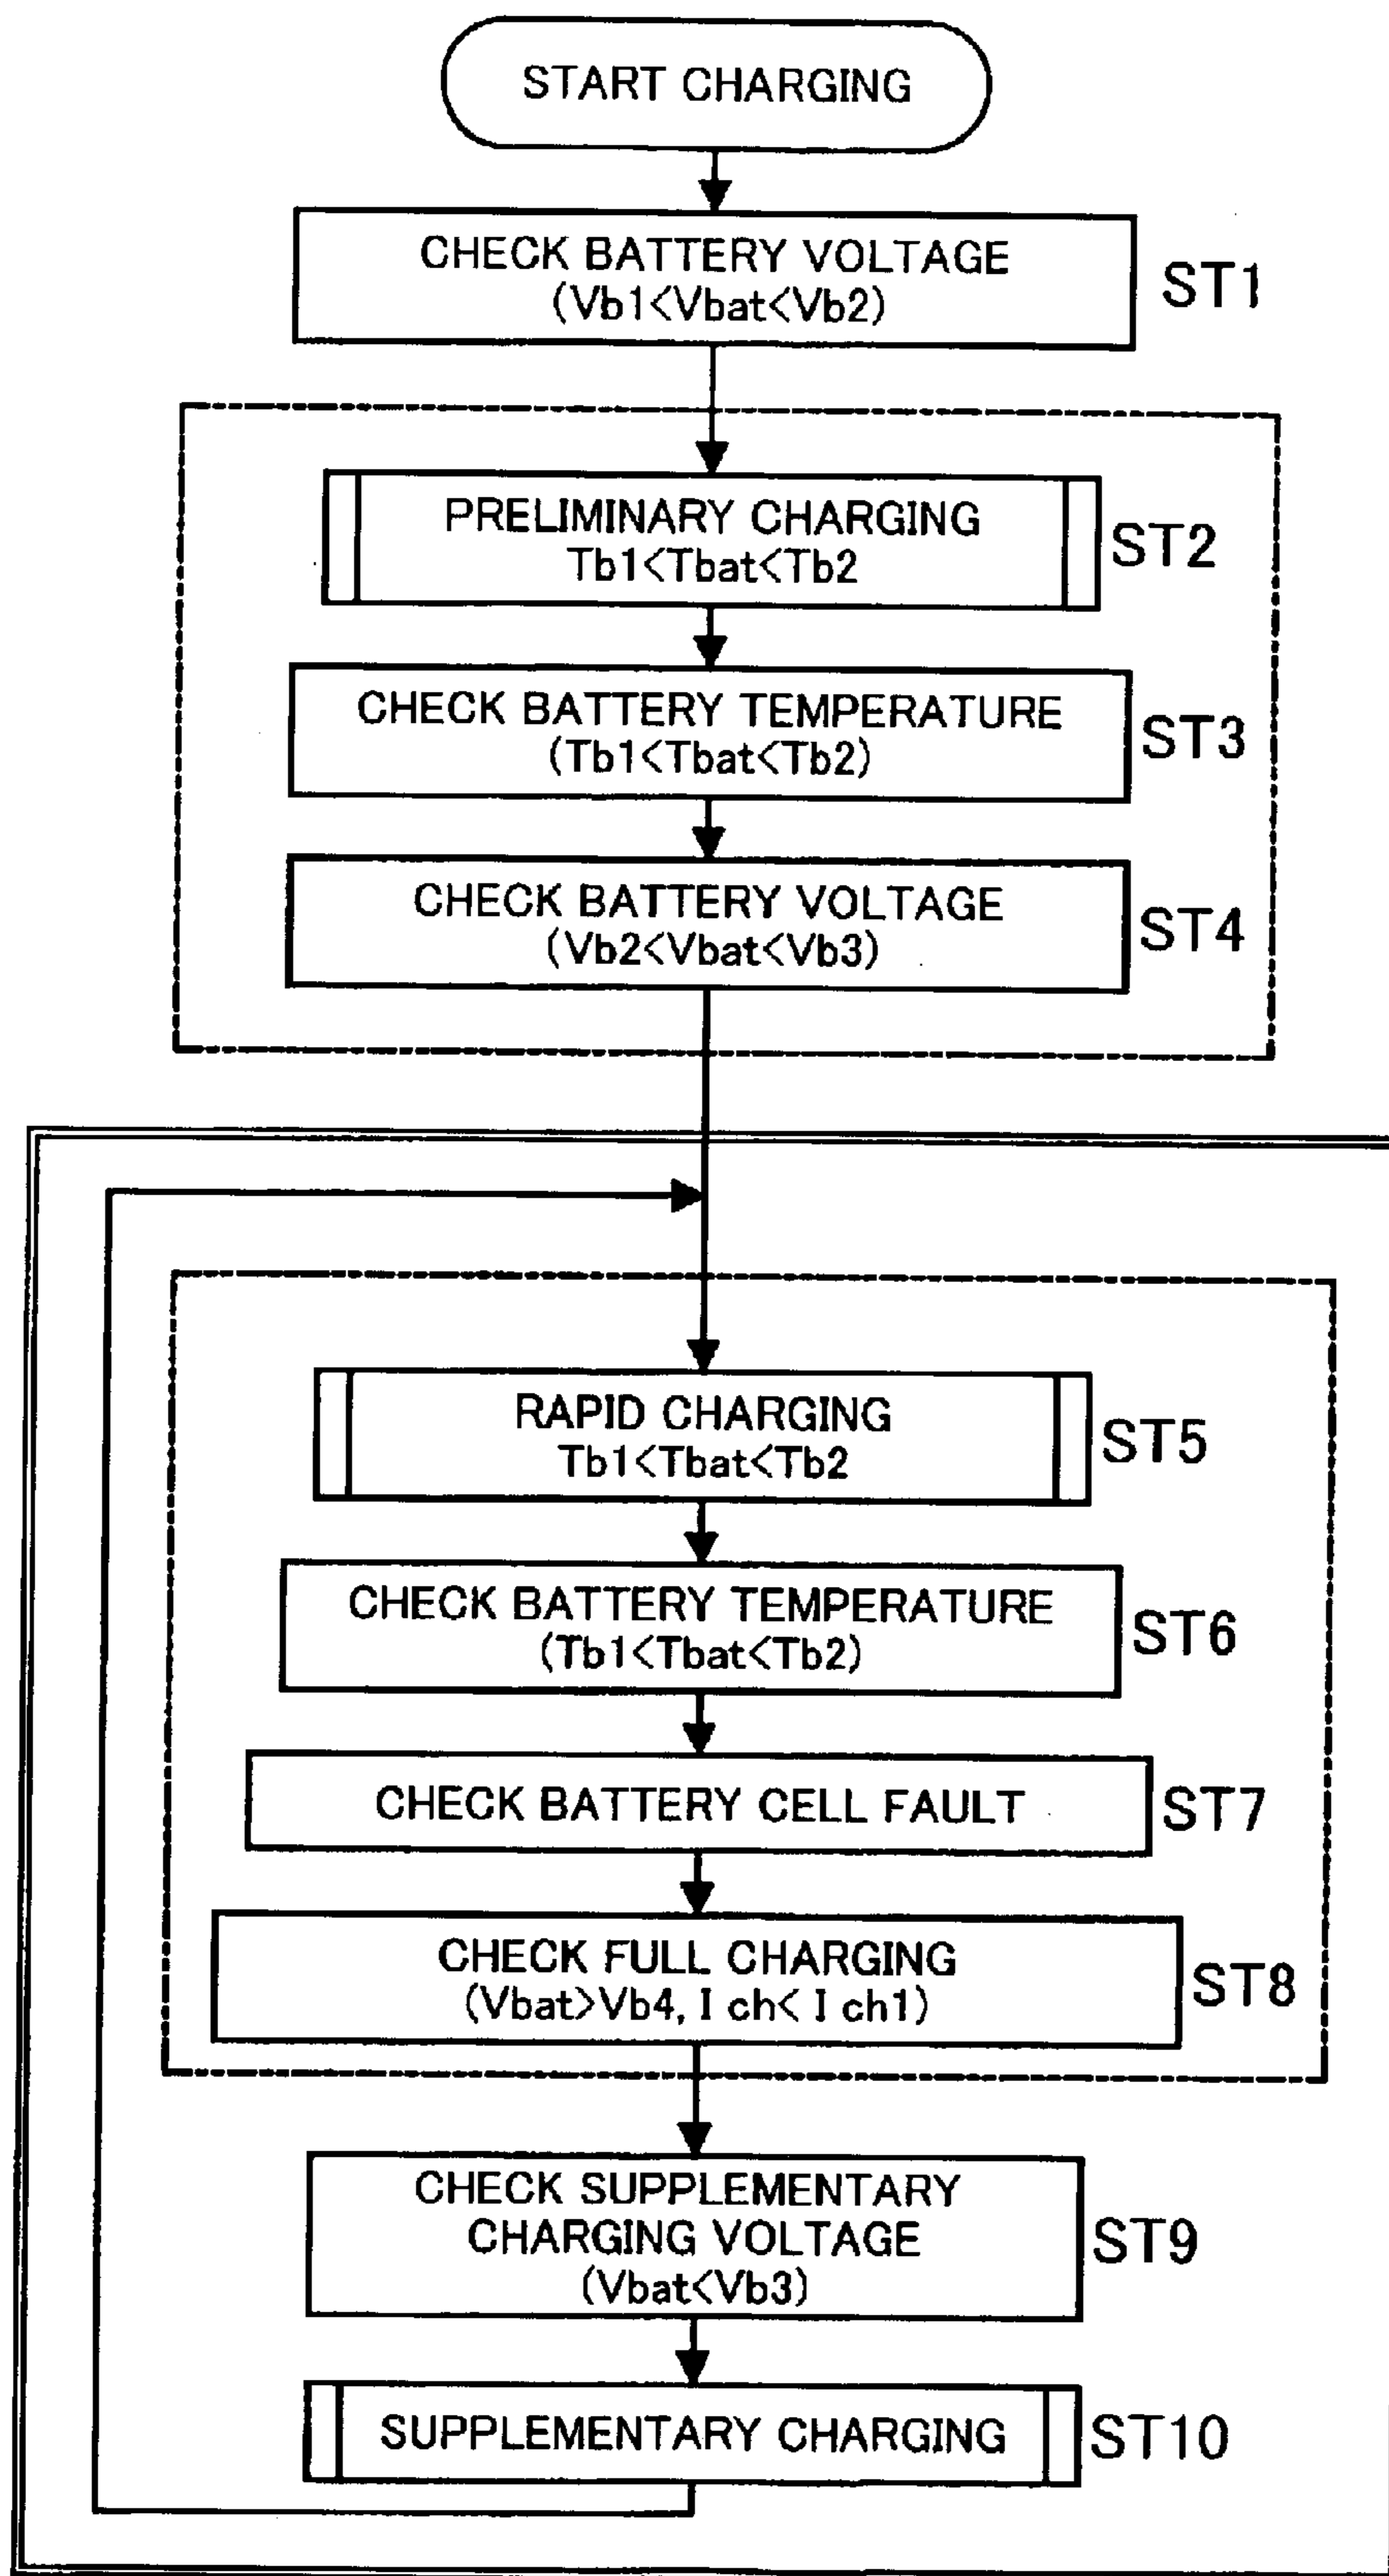 START CHARGING
CHECK BATTERY VOLTAGE
(Vb1<Vbat<Vb2)
ST1
PRELIMINARY CHARGING
Tb1<Tbat<Tb2
ST2
CHECK BATTERY TEMPERATURE
(Tb1<Tbat<Tb2)
ST3
CHECK BATTERY VOLTAGE
(Vb2<Vbat<Vb3)
ST4
RAPID CHARGING
Tb1<Tbat<Tb2
ST5
CHECK BATTERY TEMPERATURE
(Tb1<Tbat<Tb2)
ST6
CHECK BATTERY CELL FAULT
ST7
CHECK FULL CHARGING
(Vbat>Vb4, I ch< I ch1)
ST8
CHECK SUPPLEMENTARY
CHARGING VOLTAGE
(Vbat<Vb3)
ST9
SUPPLEMENTARY CHARGING
ST10